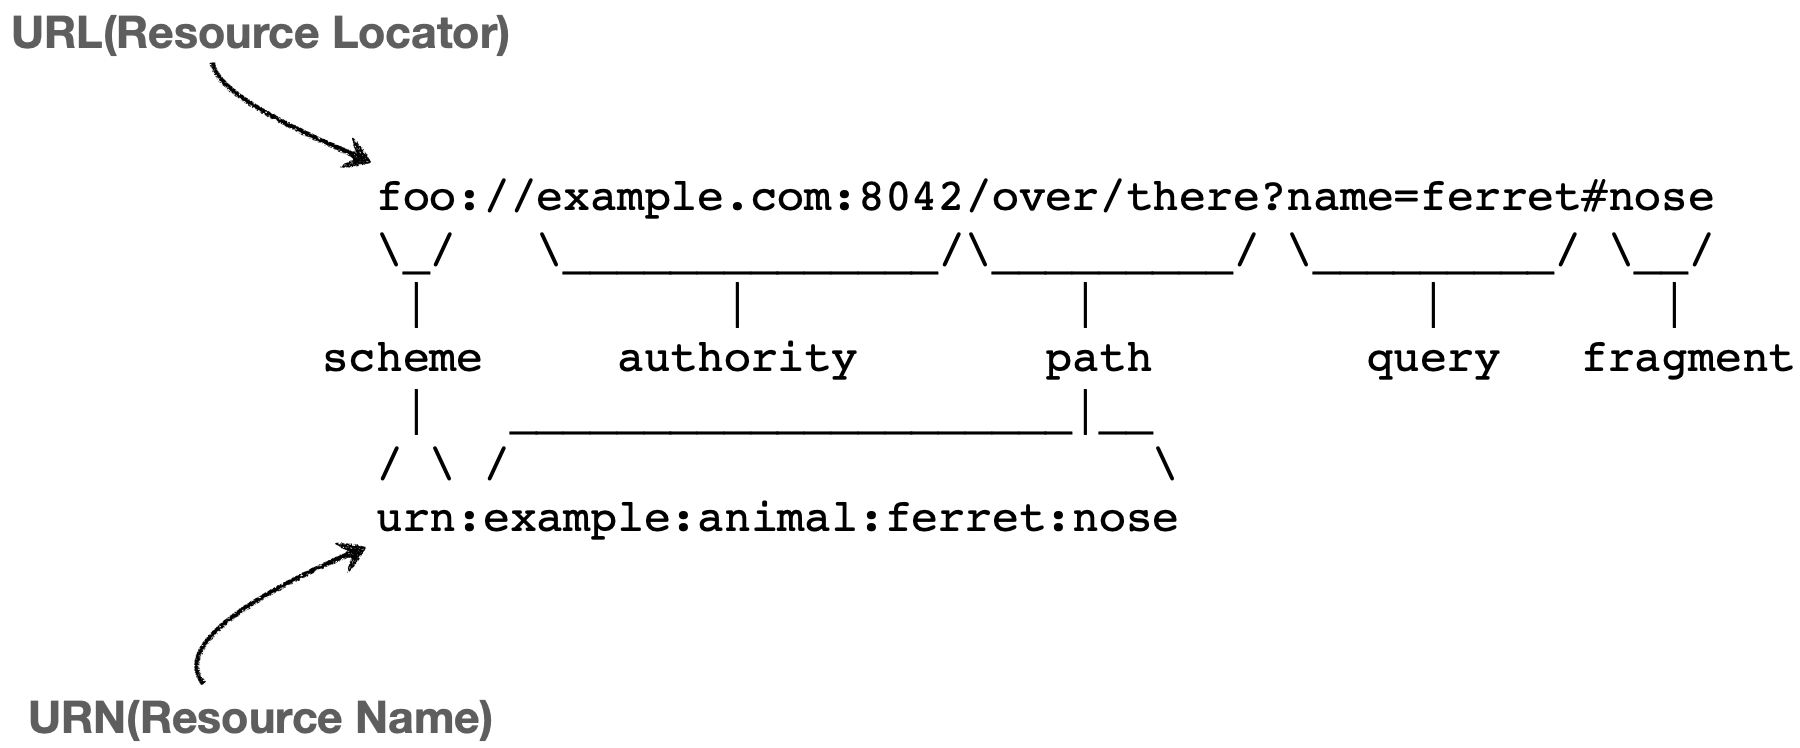 URL(Resource Locator)
foo://example.com:8042/over/there?name=ferret#nose
scheme authority path query fragment
urn:example:animal:ferret:nose
URN(Resource Name)